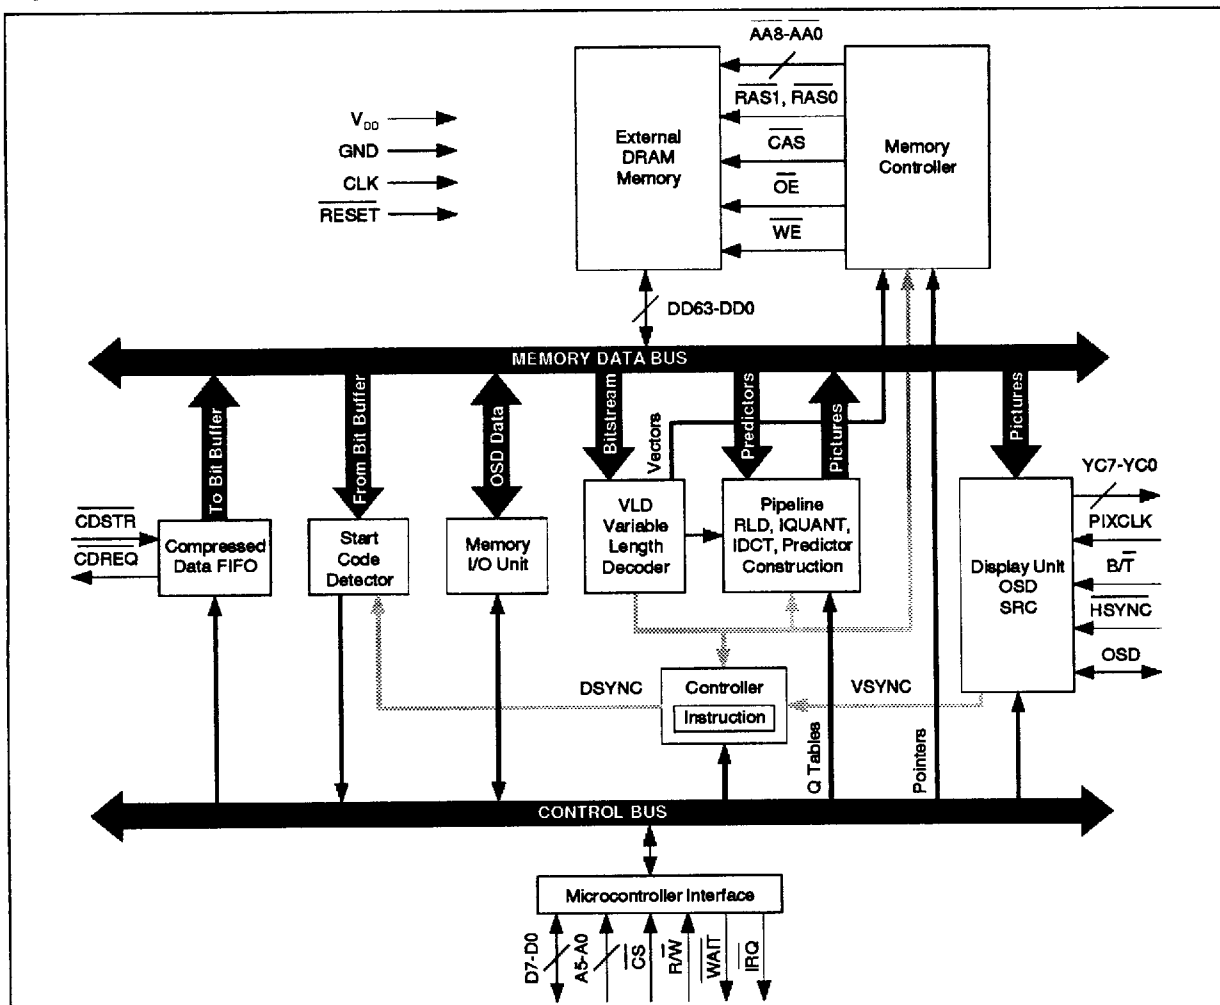 AA8-AA0
RAS1, RAS0
CAS
OE
WE
External
DRAM
Memory
Memory
Controller
VDD
GND
CLK
RESET
DD63-DD0
MEMORY DATA BUS
To Bit Buffer
From Bit Buffer
OSD Data
Bitstream
Vectors
Predictors
Pictures
Pictures
CDSTR
CDREQ
Compressed
Data FIFO
Start
Code
Detector
Memory
I/O Unit
VLD
Variable
Length
Decoder
Pipeline
RLD, IQUANT,
IDCT, Predictor
Construction
Display Unit
OSD
SRC
YC7-YC0
PIXCLK
B/T
HSYNC
OSD
DSYNC
Controller
Instruction
VSYNC
Q Tables
Pointers
CONTROL BUS
Microcontroller Interface
D7-D0
A5-A0
CS
R/W
WAIT
IRQ